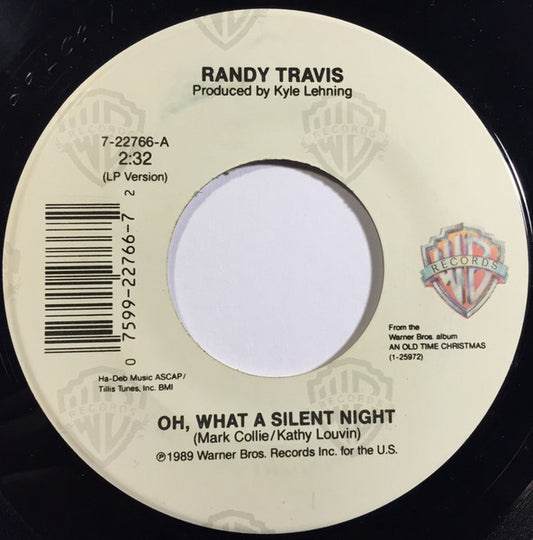 RANDY TRAVIS
Produced by Kyle Lehning
7-22766-A
2:32
(LP Version)
0 7599-22766-7 2
WB
RECORDS
From the
Warner Bros. album
AN OLD TIME CHRISTMAS
(1-25972)
Ha-Deb Music ASCAP/
Tillis Tunes, Inc. BMI
OH, WHAT A SILENT NIGHT
(Mark Collie/Kathy Louvin)
℗1989 Warner Bros. Records Inc. for the U.S.